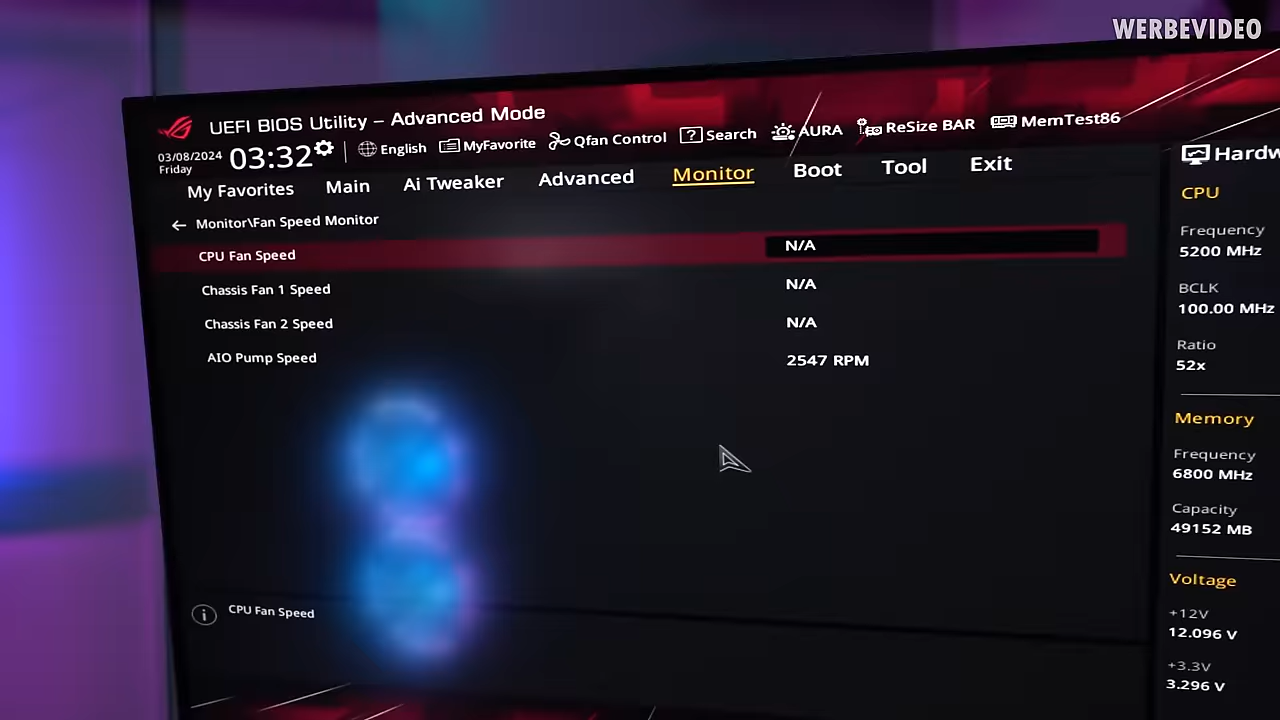 WERBEVIDEO
UEFI BIOS Utility – Advanced Mode
03/08/2024
Friday
03:32
English
MyFavorite
Qfan Control
Search
AURA
ReSize BAR
MemTest86
My Favorites
Main
Ai Tweaker
Advanced
Monitor
Boot
Tool
Exit
Monitor\Fan Speed Monitor
CPU Fan Speed N/A
Chassis Fan 1 Speed N/A
Chassis Fan 2 Speed N/A
AIO Pump Speed 2547 RPM
CPU Fan Speed
Hardw
CPU
Frequency
5200 MHz
BCLK
100.00 MHz
Ratio
52x
Memory
Frequency
6800 MHz
Capacity
49152 MB
Voltage
+12V
12.096 V
+3.3V
3.296 V